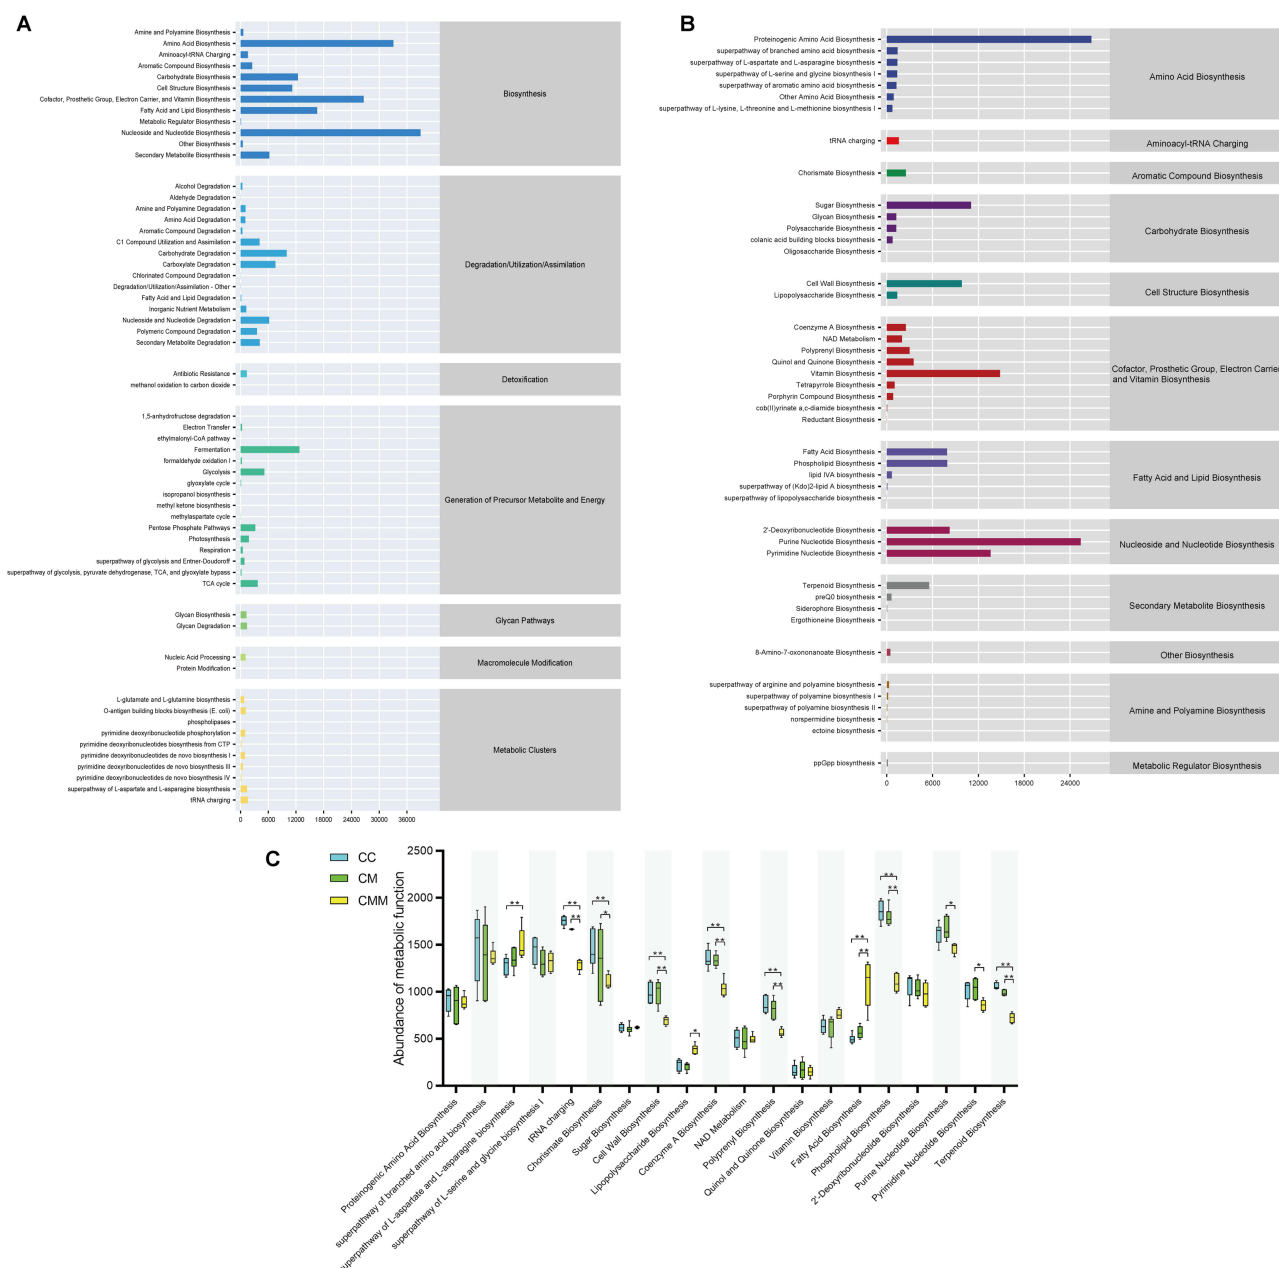 A
Amine and Polyamine Biosynthesis
Amino Acid Biosynthesis
Aminoacyl-tRNA Charging
Aromatic Compound Biosynthesis
Carbohydrate Biosynthesis
Cell Structure Biosynthesis
Cofactor, Prosthetic Group, Electron Carrier, and Vitamin Biosynthesis
Fatty Acid and Lipid Biosynthesis
Metabolic Regulator Biosynthesis
Nucleoside and Nucleotide Biosynthesis
Other Biosynthesis
Secondary Metabolite Biosynthesis
Biosynthesis
Alcohol Degradation
Aldehyde Degradation
Amine and Polyamine Degradation
Amino Acid Degradation
Aromatic Compound Degradation
C1 Compound Utilization and Assimilation
Carbohydrate Degradation
Carboxylate Degradation
Chlorinated Compound Degradation
Degradation/Utilization/Assimilation - Other
Fatty Acid and Lipid Degradation
Inorganic Nutrient Metabolism
Nucleoside and Nucleotide Degradation
Polymeric Compound Degradation
Secondary Metabolite Degradation
Degradation/Utilization/Assimilation
Antibiotic Resistance
methanol oxidation to carbon dioxide
Detoxification
1,5-anhydrofructose degradation
Electron Transfer
ethylmalonyl-CoA pathway
Fermentation
formaldehyde oxidation I
Glycolysis
glyoxylate cycle
isopropanol biosynthesis
methyl ketone biosynthesis
methylaspartate cycle
Pentose Phosphate Pathways
Photosynthesis
Respiration
superpathway of glycolysis and Entner-Doudoroff
superpathway of glycolysis, pyruvate dehydrogenase, TCA, and glyoxylate bypass
TCA cycle
Generation of Precursor Metabolite and Energy
Glycan Biosynthesis
Glycan Degradation
Glycan Pathways
Nucleic Acid Processing
Protein Modification
Macromolecule Modification
L-glutamate and L-glutamine biosynthesis
O-antigen building blocks biosynthesis (E. coli)
phospholipases
pyrimidine deoxyribonucleotide phosphorylation
pyrimidine deoxyribonucleotides biosynthesis from CTP
pyrimidine deoxyribonucleotides de novo biosynthesis I
pyrimidine deoxyribonucleotides de novo biosynthesis III
pyrimidine deoxyribonucleotides de novo biosynthesis IV
superpathway of L-aspartate and L-asparagine biosynthesis
tRNA charging
Metabolic Clusters
0 6000 12000 18000 24000 30000 36000
B
Proteinogenic Amino Acid Biosynthesis
superpathway of branched amino acid biosynthesis
superpathway of L-aspartate and L-asparagine biosynthesis
superpathway of L-serine and glycine biosynthesis I
superpathway of aromatic amino acid biosynthesis
Other Amino Acid Biosynthesis
superpathway of L-lysine, L-threonine and L-methionine biosynthesis I
Amino Acid Biosynthesis
tRNA charging
Aminoacyl-tRNA Charging
Chorismate Biosynthesis
Aromatic Compound Biosynthesis
Sugar Biosynthesis
Glycan Biosynthesis
Polysaccharide Biosynthesis
colanic acid building blocks biosynthesis
Oligosaccharide Biosynthesis
Carbohydrate Biosynthesis
Cell Wall Biosynthesis
Lipopolysaccharide Biosynthesis
Cell Structure Biosynthesis
Coenzyme A Biosynthesis
NAD Metabolism
Polyprenyl Biosynthesis
Quinol and Quinone Biosynthesis
Vitamin Biosynthesis
Tetrapyrrole Biosynthesis
Porphyrin Compound Biosynthesis
cob(II)yrinate a,c-diamide biosynthesis
Reductant Biosynthesis
Cofactor, Prosthetic Group, Electron Carrier
and Vitamin Biosynthesis
Fatty Acid Biosynthesis
Phospholipid Biosynthesis
lipid IVA biosynthesis
superpathway of (Kdo)2-lipid A biosynthesis
superpathway of lipopolysaccharide biosynthesis
Fatty Acid and Lipid Biosynthesis
2'-Deoxyribonucleotide Biosynthesis
Purine Nucleotide Biosynthesis
Pyrimidine Nucleotide Biosynthesis
Nucleoside and Nucleotide Biosynthesis
Terpenoid Biosynthesis
preQ0 biosynthesis
Siderophore Biosynthesis
Ergothioneine Biosynthesis
Secondary Metabolite Biosynthesis
8-Amino-7-oxononanoate Biosynthesis
Other Biosynthesis
superpathway of arginine and polyamine biosynthesis
superpathway of polyamine biosynthesis I
superpathway of polyamine biosynthesis II
norspermidine biosynthesis
ectoine biosynthesis
Amine and Polyamine Biosynthesis
ppGpp biosynthesis
Metabolic Regulator Biosynthesis
0 6000 12000 18000 24000
C
CC
CM
CMM
Abundance of metabolic function
2500
2000
1500
1000
500
0
** ** ** ** * ** ** * ** ** ** ** ** ** ** ** * * ** **
Proteinogenic Amino Acid Biosynthesis
superpathway of branched amino acid biosynthesis
superpathway of L-aspartate and L-asparagine biosynthesis
superpathway of L-serine and glycine biosynthesis I
tRNA charging
Chorismate Biosynthesis
Sugar Biosynthesis
Cell Wall Biosynthesis
Lipopolysaccharide Biosynthesis
Coenzyme A Biosynthesis
NAD Metabolism
Polyprenyl Biosynthesis
Quinol and Quinone Biosynthesis
Vitamin Biosynthesis
Fatty Acid Biosynthesis
Phospholipid Biosynthesis
2'-Deoxyribonucleotide Biosynthesis
Purine Nucleotide Biosynthesis
Pyrimidine Nucleotide Biosynthesis
Terpenoid Biosynthesis